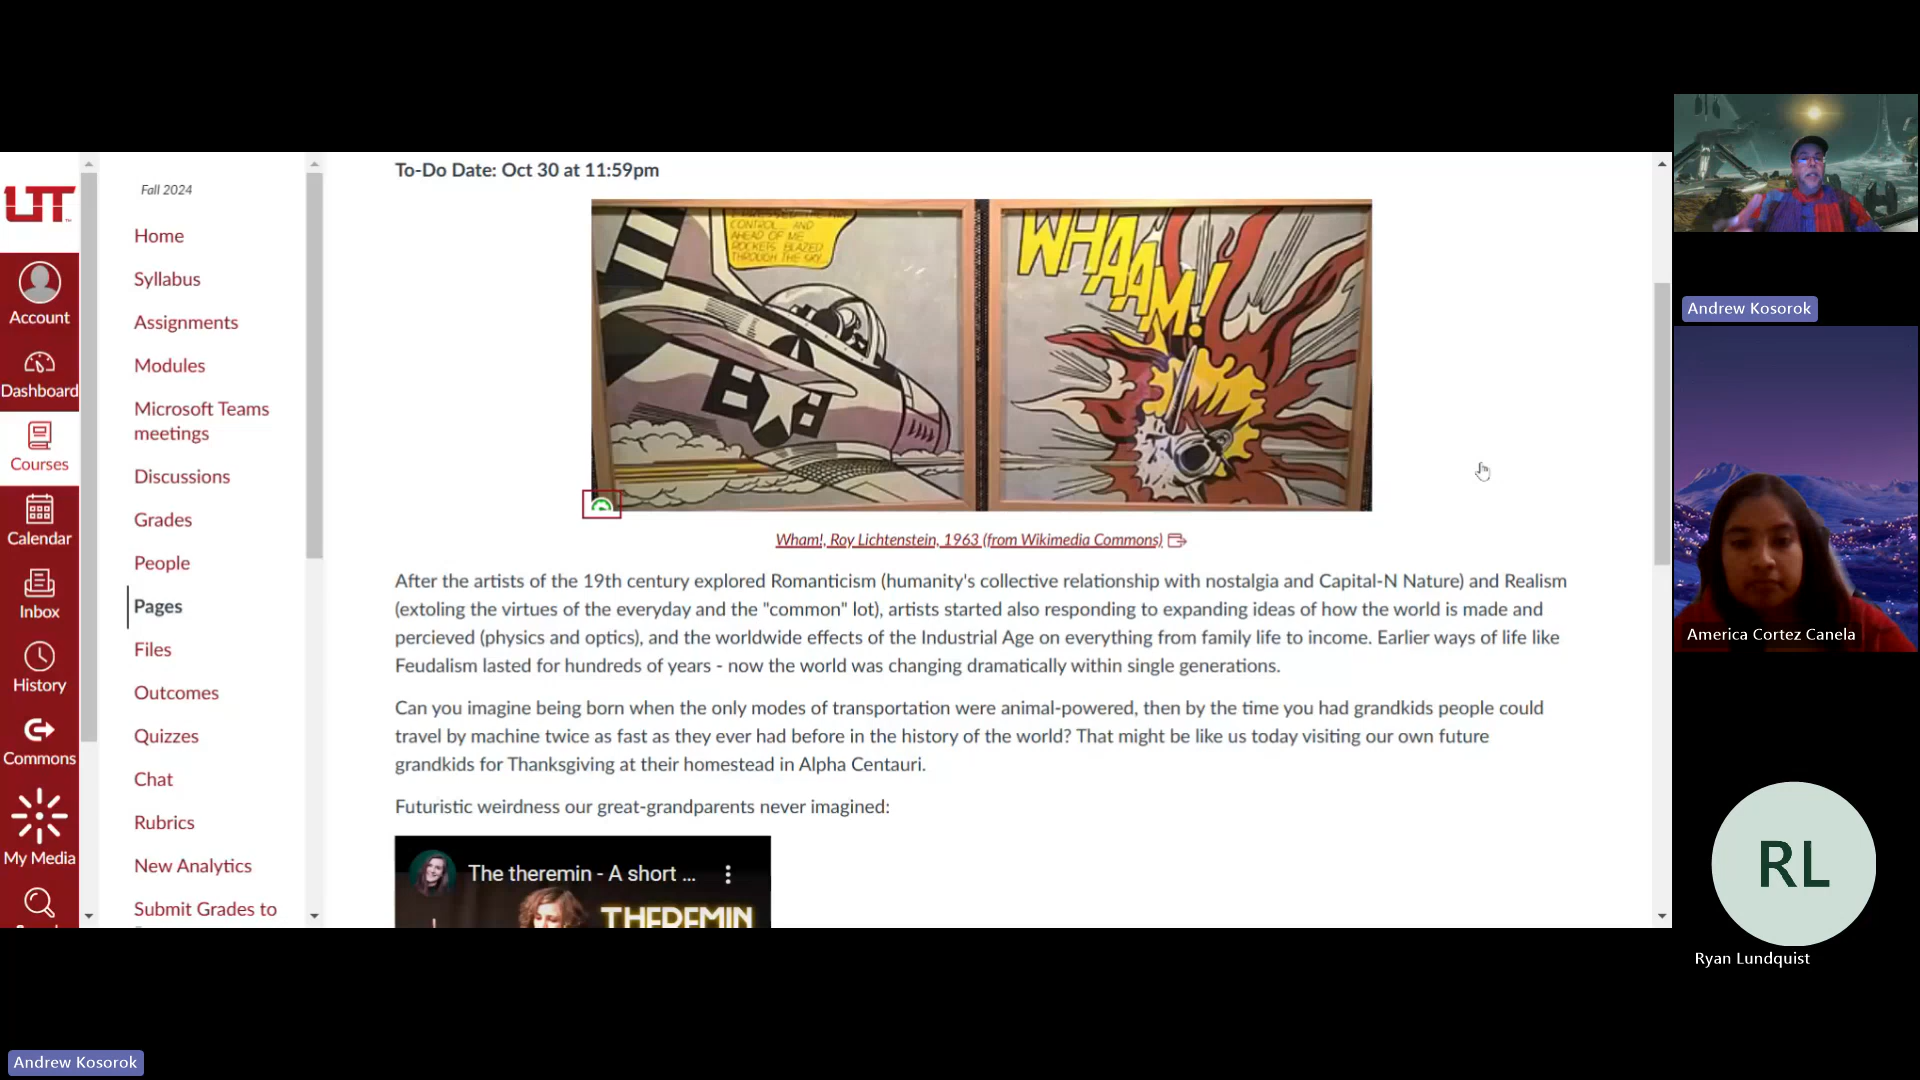 To-Do Date: Oct 30 at 11:59pm
UT
Account
Dashboard
Courses
Calendar
Inbox
History
Commons
My Media
Fall 2024
Home
Syllabus
Assignments
Modules
Microsoft Teams
meetings
Discussions
Grades
People
Pages
Files
Outcomes
Quizzes
Chat
Rubrics
New Analytics
Submit Grades to
CONTROL... AND
AHEAD OF ME
ROCKETS BLAZED
THROUGH THE SKY...
WHAAM!
Wham!, Roy Lichtenstein, 1963 (from Wikimedia Commons)
After the artists of the 19th century explored Romanticism (humanity's collective relationship with nostalgia and Capital-N Nature) and Realism
(extoling the virtues of the everyday and the "common" lot), artists started also responding to expanding ideas of how the world is made and
percieved (physics and optics), and the worldwide effects of the Industrial Age on everything from family life to income. Earlier ways of life like
Feudalism lasted for hundreds of years - now the world was changing dramatically within single generations.
Can you imagine being born when the only modes of transportation were animal-powered, then by the time you had grandkids people could
travel by machine twice as fast as they ever had before in the history of the world? That might be like us today visiting our own future
grandkids for Thanksgiving at their homestead in Alpha Centauri.
Futuristic weirdness our great-grandparents never imagined:
The theremin - A short ...
THEREMIN
Andrew Kosorok
America Cortez Canela
RL
Ryan Lundquist
Andrew Kosorok